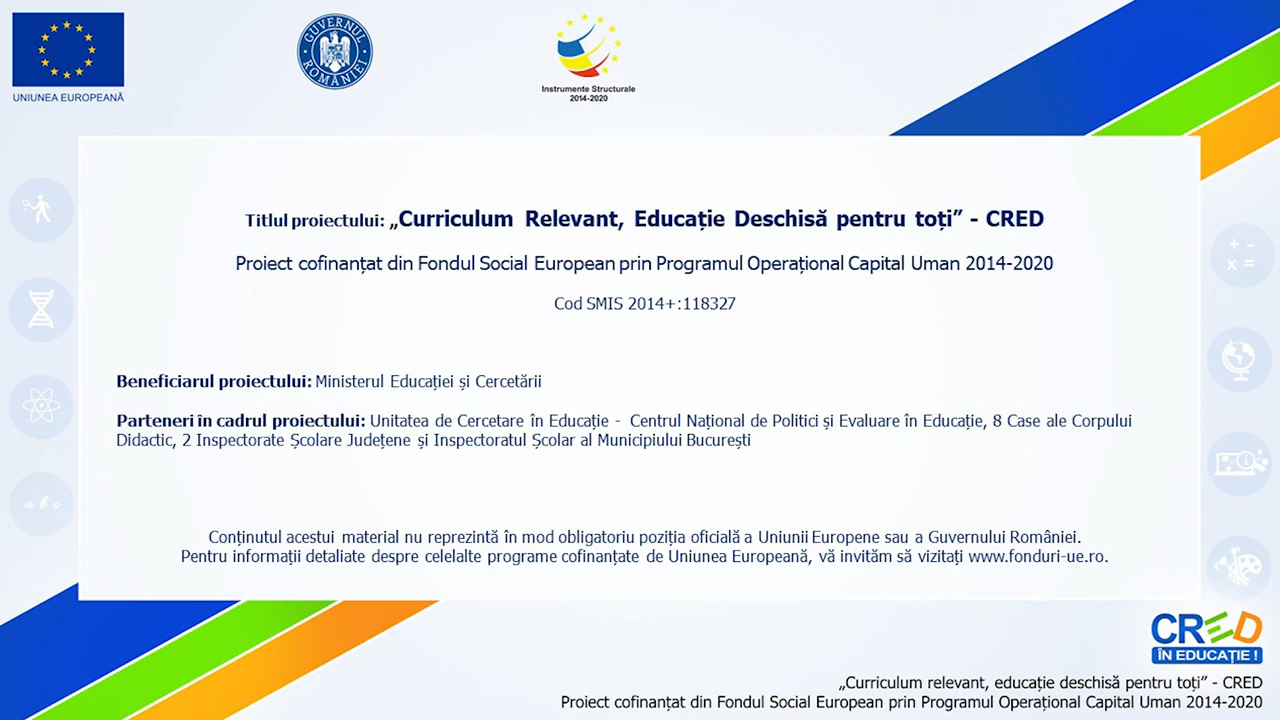 UNIUNEA EUROPEANĂ
GUVERNUL ROMÂNIEI
Instrumente Structurale
2014-2020
Titlul proiectului: „Curriculum Relevant, Educație Deschisă pentru toți” - CRED
Proiect cofinanțat din Fondul Social European prin Programul Operațional Capital Uman 2014-2020
Cod SMIS 2014+:118327
Beneficiarul proiectului: Ministerul Educației și Cercetării
Parteneri în cadrul proiectului: Unitatea de Cercetare în Educație - Centrul Național de Politici și Evaluare în Educație, 8 Case ale Corpului
Didactic, 2 Inspectorate Școlare Județene și Inspectoratul Școlar al Municipiului București
a b c
+ -
x =
Conținutul acestui material nu reprezintă în mod obligatoriu poziția oficială a Uniunii Europene sau a Guvernului României.
Pentru informații detaliate despre celelalte programe cofinanțate de Uniunea Europeană, vă invităm să vizitați www.fonduri-ue.ro.
CRED
ÎN EDUCAȚIE !
„Curriculum relevant, educație deschisă pentru toți” - CRED
Proiect cofinanțat din Fondul Social European prin Programul Operațional Capital Uman 2014-2020